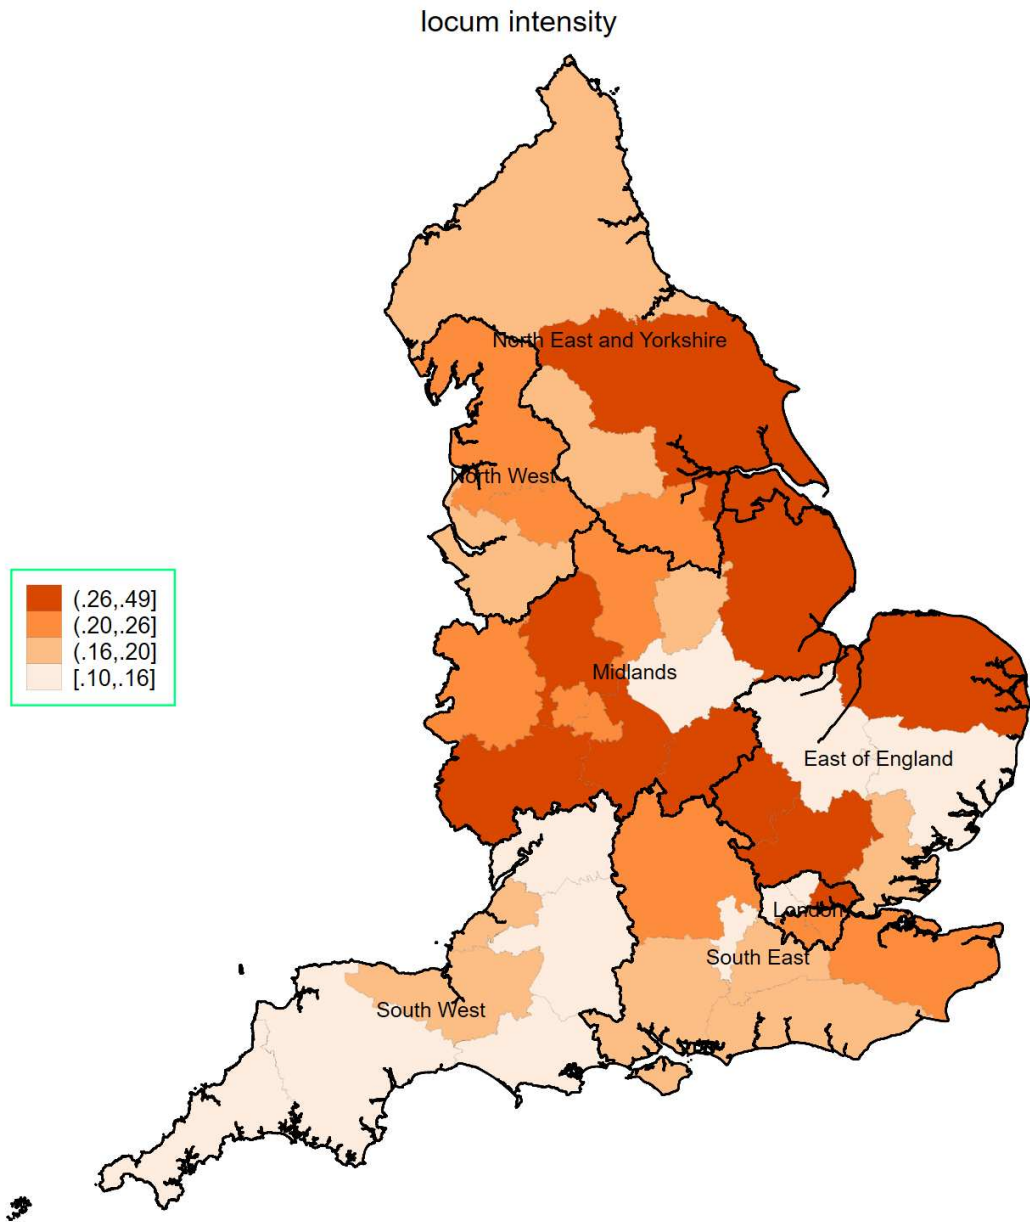 locum intensity
North East and Yorkshire
North West
(.26,.49]
(.20,.26]
(.16,.20]
[.10,.16]
Midlands
East of England
London
South East
South West